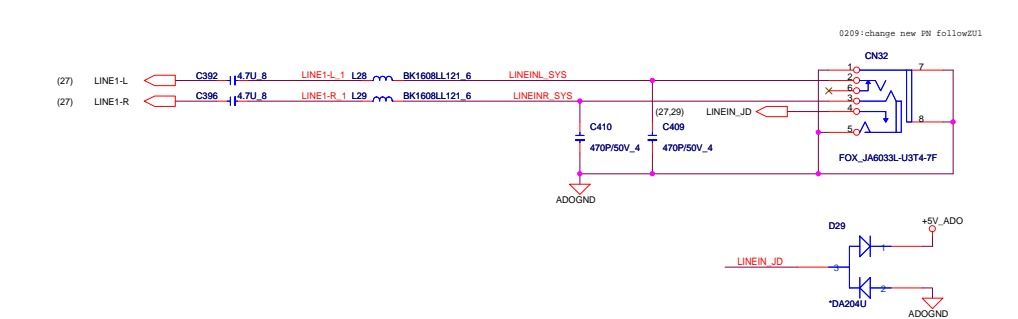 0209:change new PN followZU1
CN32
(27) LINE1-L C392 4.7U_8 LINE1-L_1 L28 BK1608LL121_6 LINEINL_SYS 1 7
2
(27) LINE1-R C396 4.7U_8 LINE1-R_1 L29 BK1608LL121_6 LINEINR_SYS 6
3
(27,29) LINEIN_JD 4
C410 C409 5 8
470P/50V_4 470P/50V_4
FOX_JA6033L-U3T4-7F
ADOGND
+5V_ADO
D29
1
LINEIN_JD 3
2
*DA204U
ADOGND